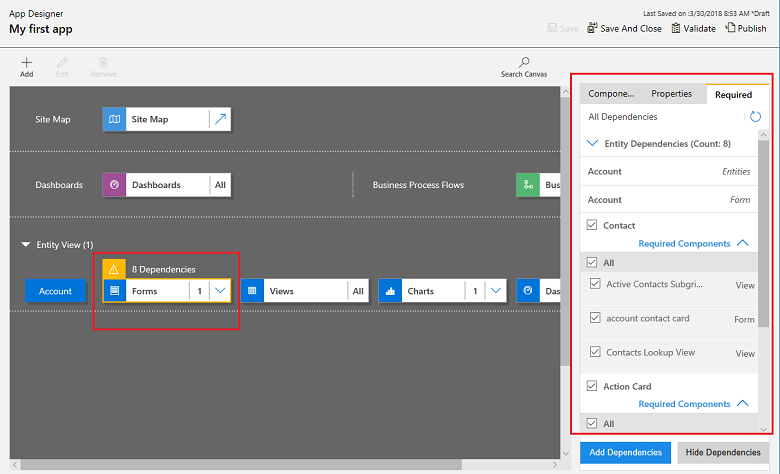 App Designer
My first app
Last Saved on :3/30/2018 8:53 AM *Draft
Save
Save And Close
Validate
Publish
Add
Edit
Remove
Search Canvas
Site Map
Site Map
Dashboards
Dashboards
All
Business Process Flows
Bus
Entity View (1)
8 Dependencies
Account
Forms
1
Views
All
Charts
1
Das
Compone...
Properties
Required
All Dependencies
Entity Dependencies (Count: 8)
Account
Entities
Account
Form
Contact
Required Components
All
Active Contacts Subgri...
View
account contact card
Form
Contacts Lookup View
View
Action Card
Required Components
All
Add Dependencies
Hide Dependencies